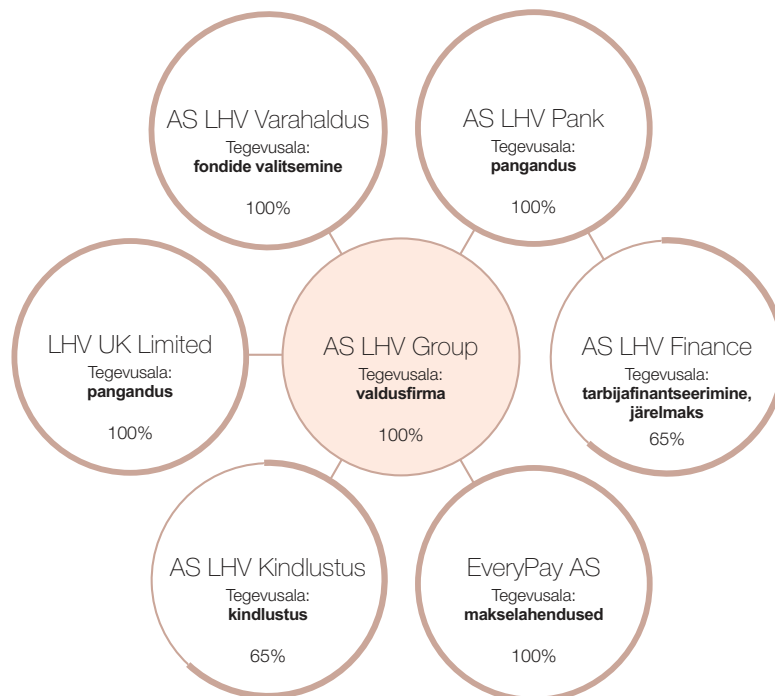 AS LHV Varahaldus
Tegevusala:
fondide valitsemine
100%
AS LHV Pank
Tegevusala:
pangandus
100%
LHV UK Limited
Tegevusala:
pangandus
100%
AS LHV Group
Tegevusala:
valdusfirma
100%
AS LHV Finance
Tegevusala:
tarbijafinantseerimine,
järelmaks
65%
AS LHV Kindlustus
Tegevusala:
kindlustus
65%
EveryPay AS
Tegevusala:
makselahendused
100%